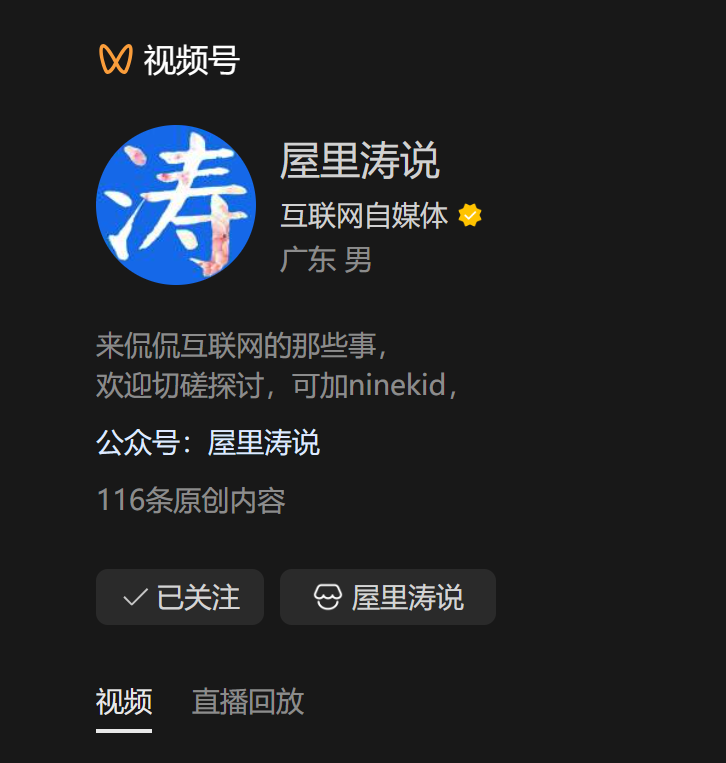 视频号
涛
屋里涛说
互联网自媒体
广东 男
来侃侃互联网的那些事，
欢迎切磋探讨，可加ninekid，
公众号：屋里涛说
116条原创内容
已关注
屋里涛说
视频 直播回放